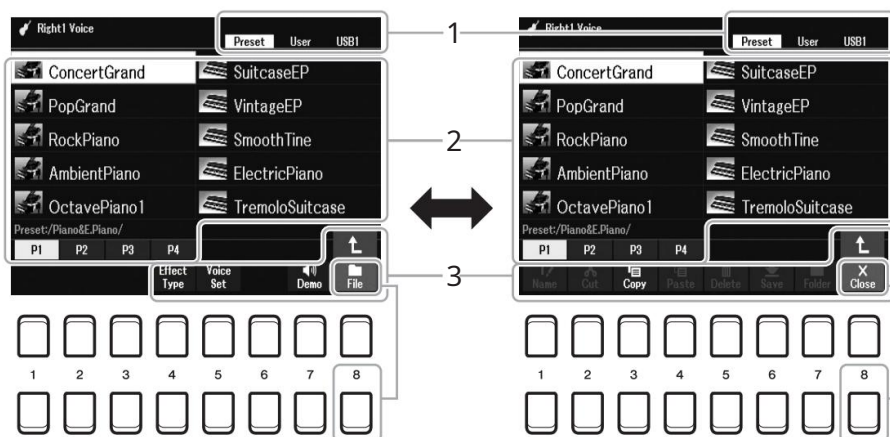 Right1 Voice
Preset User USB1
ConcertGrand SuitcaseEP
PopGrand VintageEP
RockPiano SmoothTine
AmbientPiano ElectricPiano
OctavePiano1 TremoloSuitcase
Preset:/Piano&E.Piano/
P1 P2 P3 P4
Effect Type Voice Set Demo File
1 2 3 4 5 6 7 8
1
2
3
Right1 Voice
Preset User USB1
ConcertGrand SuitcaseEP
PopGrand VintageEP
RockPiano SmoothTine
AmbientPiano ElectricPiano
OctavePiano1 TremoloSuitcase
Preset:/Piano&E.Piano/
P1 P2 P3 P4
Name Cut Copy Paste Delete Save Folder Close
1 2 3 4 5 6 7 8